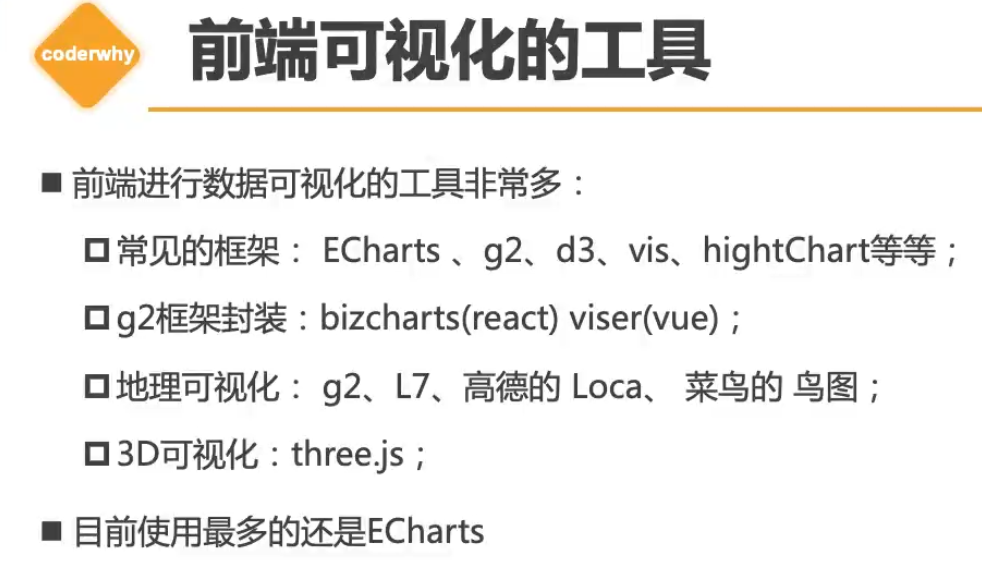 coderwhy
前端可视化的工具
■ 前端进行数据可视化的工具非常多：
常见的框架： ECharts 、g2、d3、vis、hightChart等等；
g2框架封装：bizcharts(react) viser(vue)；
地理可视化： g2、L7、高德的 Loca、 菜鸟的 鸟图；
3D可视化：three.js；
■ 目前使用最多的还是ECharts